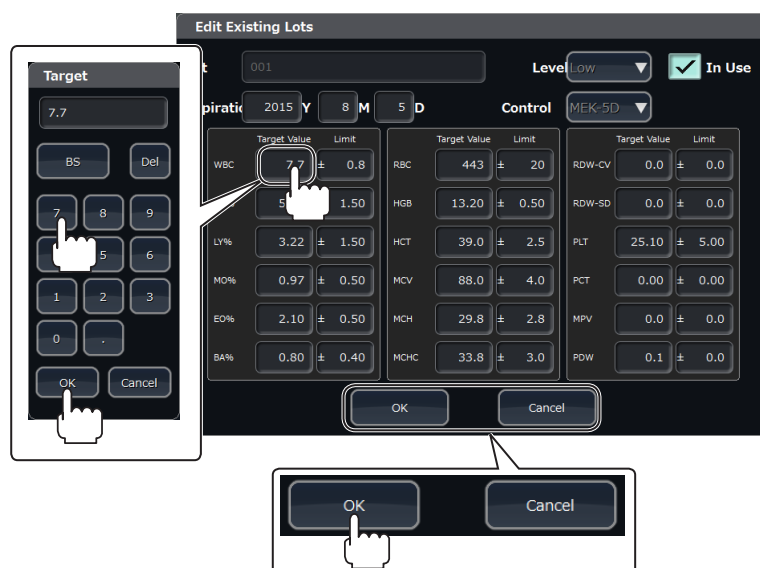 Edit Existing Lots
Target
7.7
BS Del
7 8 9
5 6
1 2 3
0 .
OK Cancel
001 Level Low ▼ ✓ In Use
2015 Y 8 M 5 D Control MEK-5D ▼
Target Value Limit Target Value Limit Target Value Limit
WBC 7.7 ± 0.8 RBC 443 ± 20 RDW-CV 0.0 ± 0.0
5 1.50 HGB 13.20 ± 0.50 RDW-SD 0.0 ± 0.0
LY% 3.22 ± 1.50 HCT 39.0 ± 2.5 PLT 25.10 ± 5.00
MO% 0.97 ± 0.50 MCV 88.0 ± 4.0 PCT 0.00 ± 0.00
EO% 2.10 ± 0.50 MCH 29.8 ± 2.8 MPV 0.0 ± 0.0
BA% 0.80 ± 0.40 MCHC 33.8 ± 3.0 PDW 0.1 ± 0.0
OK Cancel
OK Cancel